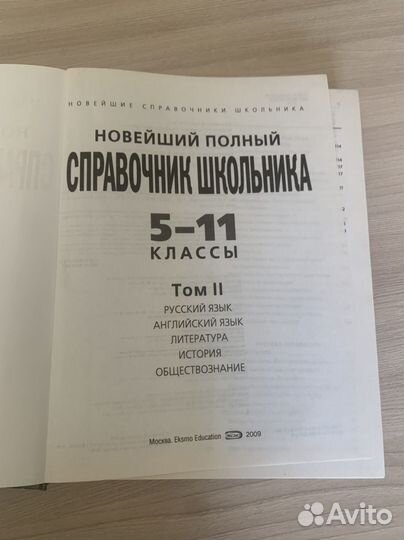 НОВЕЙШИЕ СПРАВОЧНИКИ ШКОЛЬНИКА
НОВЕЙШИЙ ПОЛНЫЙ
СПРАВОЧНИК ШКОЛЬНИКА
5–11
КЛАССЫ
Том II
РУССКИЙ ЯЗЫК
АНГЛИЙСКИЙ ЯЗЫК
ЛИТЕРАТУРА
ИСТОРИЯ
ОБЩЕСТВОЗНАНИЕ
Москва. Eksmo Education 2009
Avito